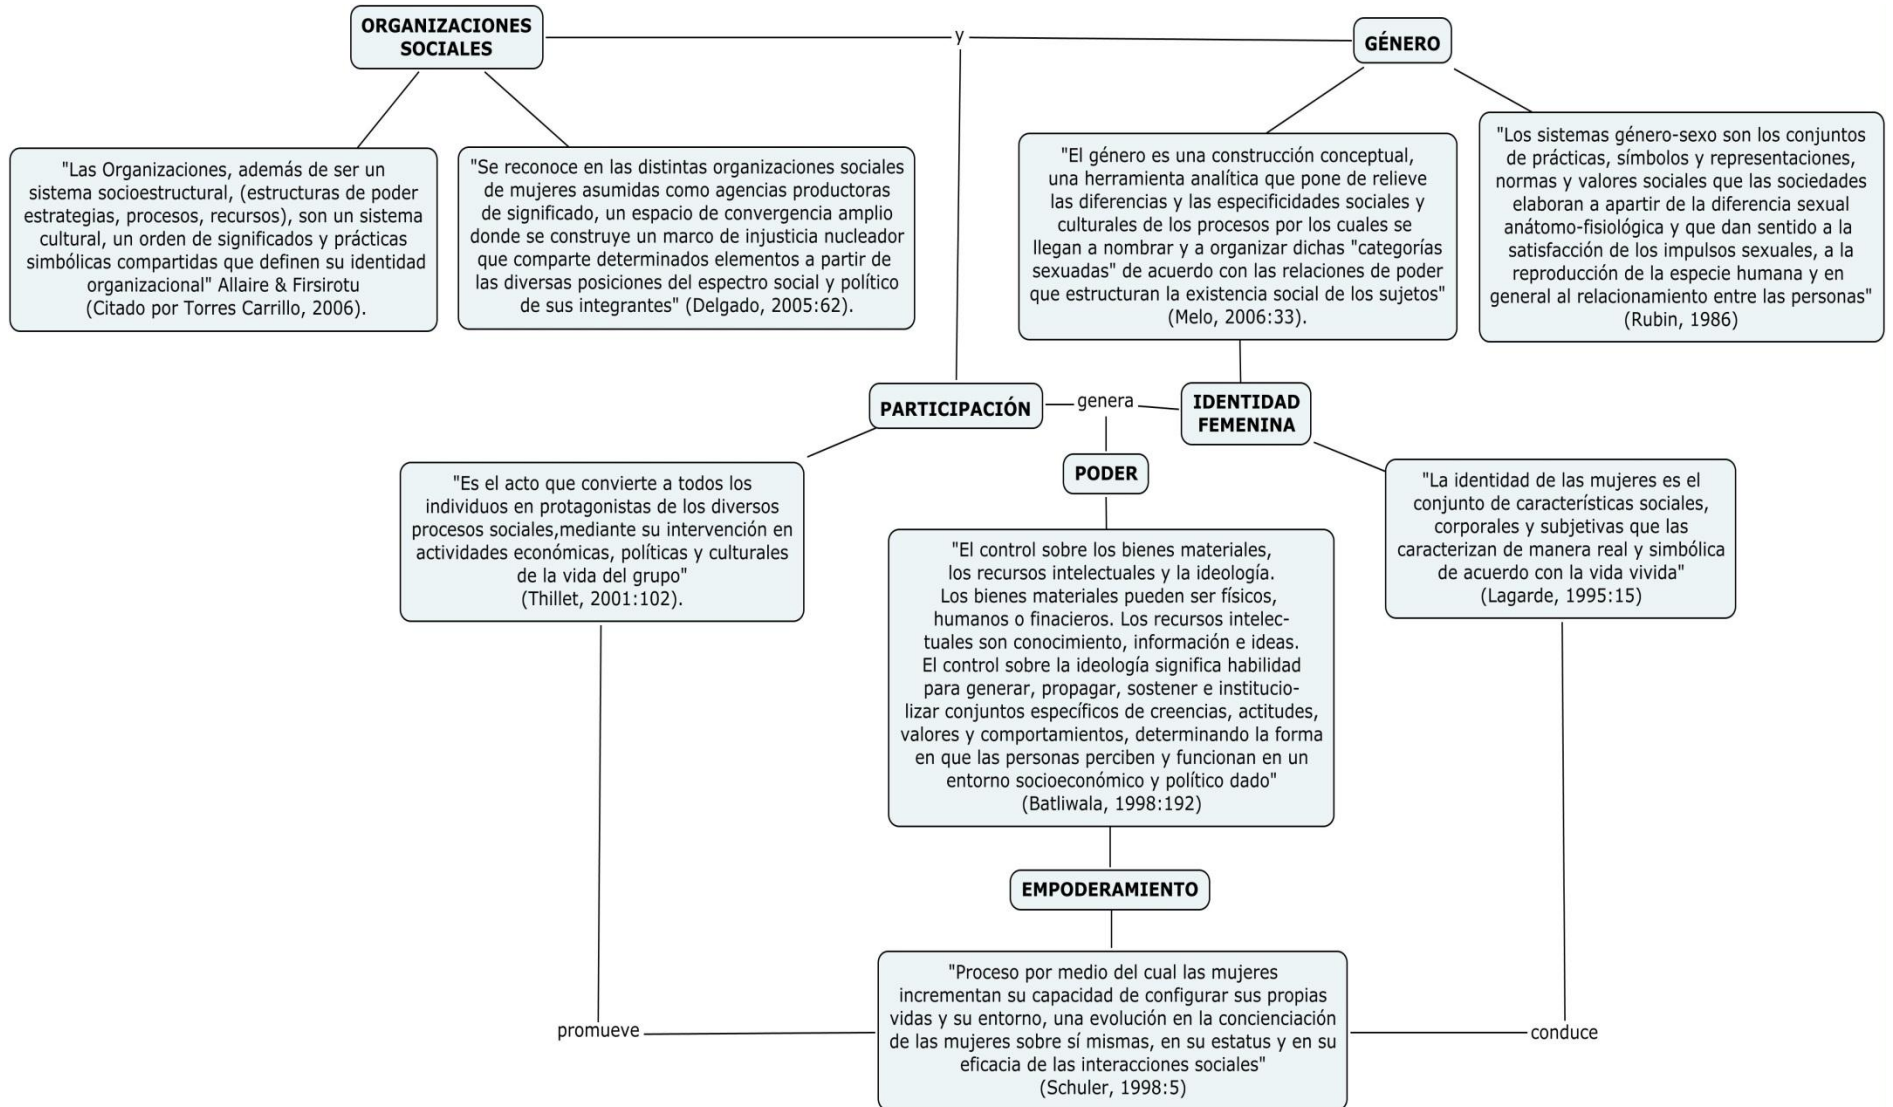 ORGANIZACIONES
SOCIALES
y
GÉNERO
"Las Organizaciones, además de ser un
sistema socioestructural, (estructuras de poder
estrategias, procesos, recursos), son un sistema
cultural, un orden de significados y prácticas
simbólicas compartidas que definen su identidad
organizacional" Allaire & Firsirotu
(Citado por Torres Carrillo, 2006).
"Se reconoce en las distintas organizaciones sociales
de mujeres asumidas como agencias productoras
de significado, un espacio de convergencia amplio
donde se construye un marco de injusticia nucleador
que comparte determinados elementos a partir de
las diversas posiciones del espectro social y político
de sus integrantes" (Delgado, 2005:62).
"El género es una construcción conceptual,
una herramienta analítica que pone de relieve
las diferencias y las especificidades sociales y
culturales de los procesos por los cuales se
llegan a nombrar y a organizar dichas "categorías
sexuadas" de acuerdo con las relaciones de poder
que estructuran la existencia social de los sujetos"
(Melo, 2006:33).
"Los sistemas género-sexo son los conjuntos
de prácticas, símbolos y representaciones,
normas y valores sociales que las sociedades
elaboran a apartir de la diferencia sexual
anátomo-fisiológica y que dan sentido a la
satisfacción de los impulsos sexuales, a la
reproducción de la especie humana y en
general al relacionamiento entre las personas"
(Rubin, 1986)
PARTICIPACIÓN
genera
IDENTIDAD
FEMENINA
PODER
"Es el acto que convierte a todos los
individuos en protagonistas de los diversos
procesos sociales,mediante su intervención en
actividades económicas, políticas y culturales
de la vida del grupo"
(Thillet, 2001:102).
"El control sobre los bienes materiales,
los recursos intelectuales y la ideología.
Los bienes materiales pueden ser físicos,
humanos o finacieros. Los recursos intelec-
tuales son conocimiento, información e ideas.
El control sobre la ideología significa habilidad
para generar, propagar, sostener e institucio-
lizar conjuntos específicos de creencias, actitudes,
valores y comportamientos, determinando la forma
en que las personas perciben y funcionan en un
entorno socioeconómico y político dado"
(Batliwala, 1998:192)
"La identidad de las mujeres es el
conjunto de características sociales,
corporales y subjetivas que las
caracterizan de manera real y simbólica
de acuerdo con la vida vivida"
(Lagarde, 1995:15)
EMPODERAMIENTO
"Proceso por medio del cual las mujeres
incrementan su capacidad de configurar sus propias
vidas y su entorno, una evolución en la concienciación
de las mujeres sobre sí mismas, en su estatus y en su
eficacia de las interacciones sociales"
(Schuler, 1998:5)
promueve
conduce